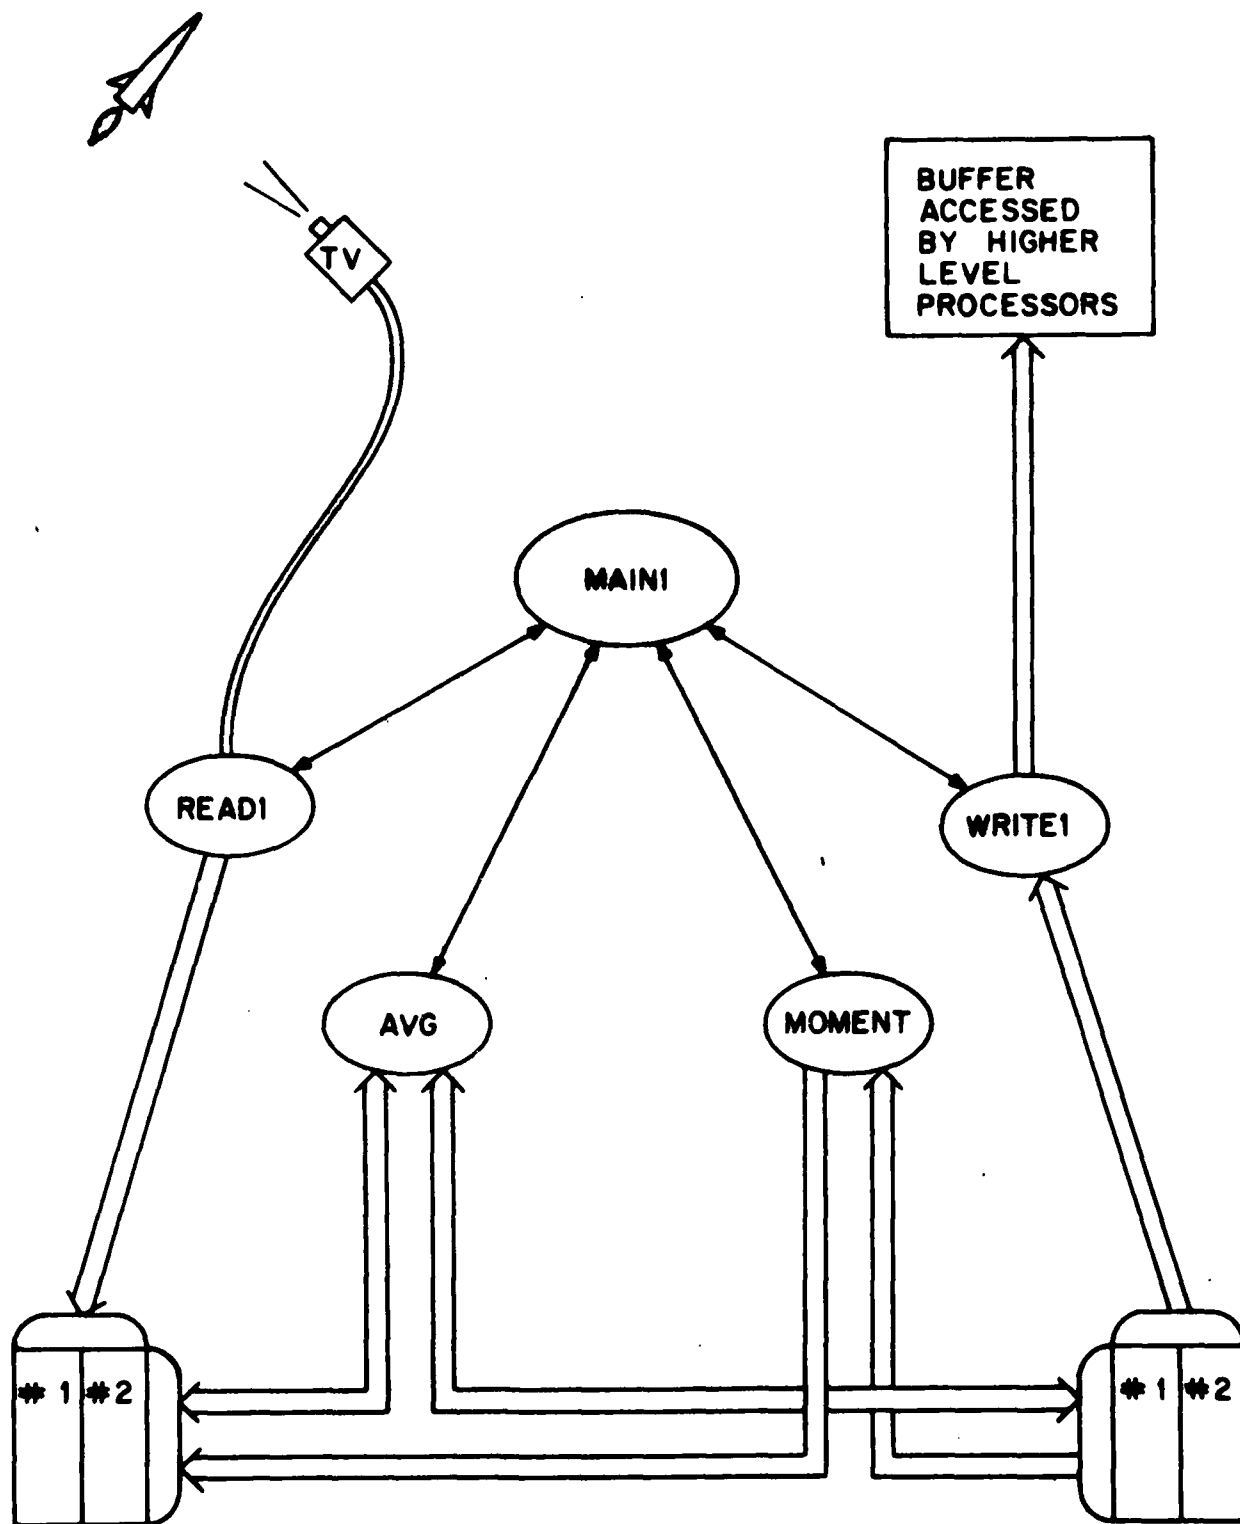 TV
BUFFER
ACCESSED
BY HIGHER
LEVEL
PROCESSORS
MAIN1
READ1
WRITE1
AVG
MOMENT
# 1 #2
# 1 #2